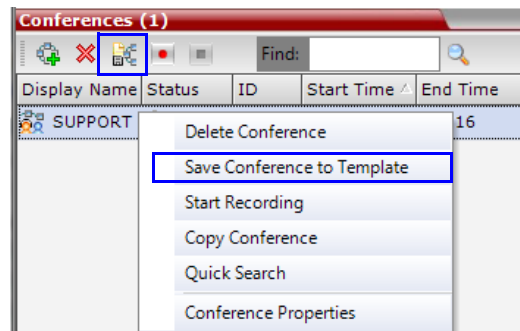 Conferences (1)
Find:
Display Name Status ID Start Time End Time
SUPPORT 16
Delete Conference
Save Conference to Template
Start Recording
Copy Conference
Quick Search
Conference Properties